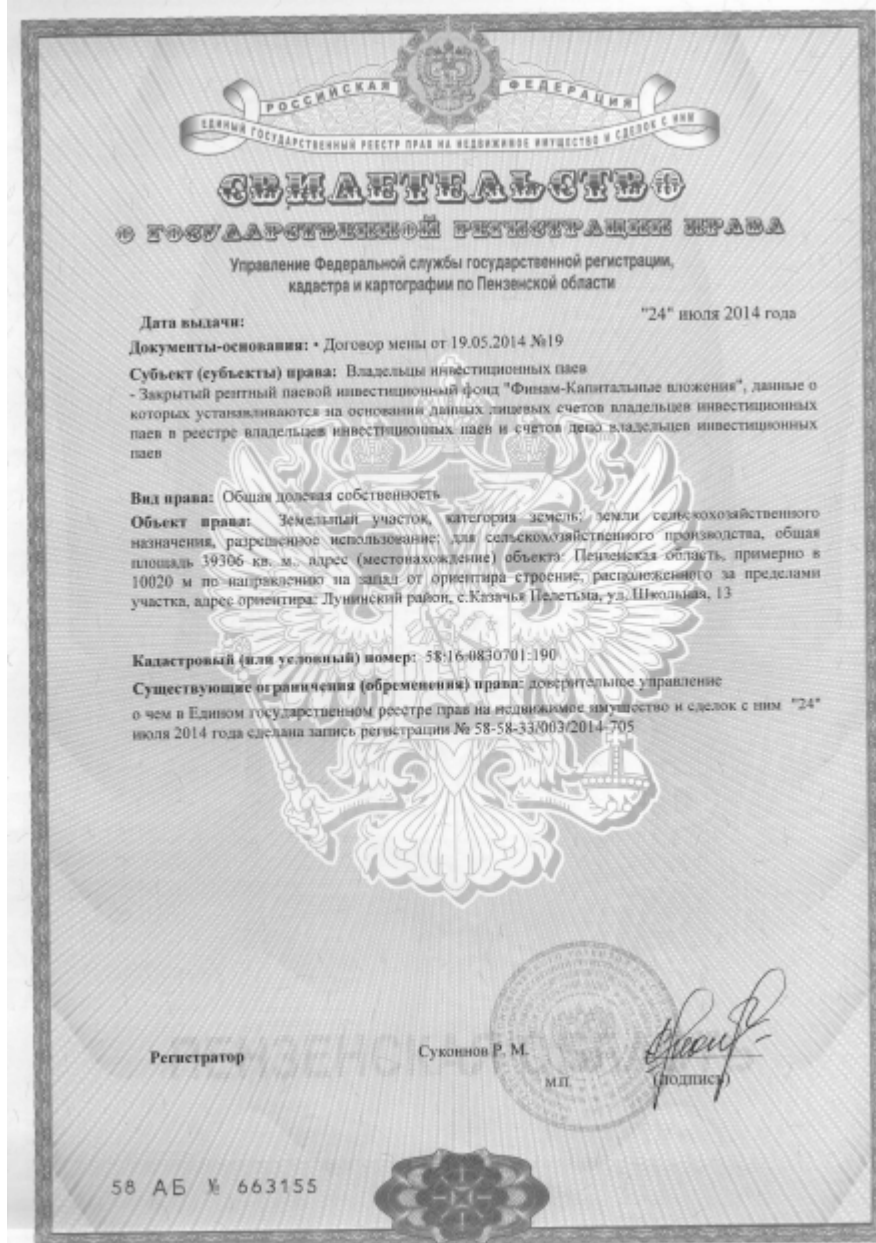 РОССИЙСКАЯ ФЕДЕРАЦИЯ
ЕДИНЫЙ ГОСУДАРСТВЕННЫЙ РЕЕСТР ПРАВ НА НЕДВИЖИМОЕ ИМУЩЕСТВО И СДЕЛОК С НИМ
СВИДЕТЕЛЬСТВО
О ГОСУДАРСТВЕННОЙ РЕГИСТРАЦИИ ПРАВА
Управление Федеральной службы государственной регистрации,
кадастра и картографии по Пензенской области
Дата выдачи: "24" июля 2014 года
Документы-основания: • Договор мены от 19.05.2014 №19
Субъект (субъекты) права: Владельцы инвестиционных паев
- Закрытый рентный паевой инвестиционный фонд "Финам-Капитальные вложения", данные о
которых устанавливаются на основании данных лицевых счетов владельцев инвестиционных
паев в реестре владельцев инвестиционных паев и счетов депо владельцев инвестиционных
паев
Вид права: Общая долевая собственность
Объект права: Земельный участок, категория земель: земли сельскохозяйственного
назначения, разрешенное использование: для сельскохозяйственного производства, общая
площадь 39306 кв. м., адрес (местонахождение) объекта: Пензенская область, примерно в
10020 м по направлению на запад от ориентира строение, расположенного за пределами
участка, адрес ориентира: Лунинский район, с.Казачья Пелетьма, ул. Школьная, 13
Кадастровый (или условный) номер: 58:16:0830701:190
Существующие ограничения (обременения) права: доверительное управление
о чем в Едином государственном реестре прав на недвижимое имущество и сделок с ним "24"
июля 2014 года сделана запись регистрации № 58-58-33/003/2014-705
Регистратор Суконнов Р. М.
м.п. (подпись)
58 АБ № 663155